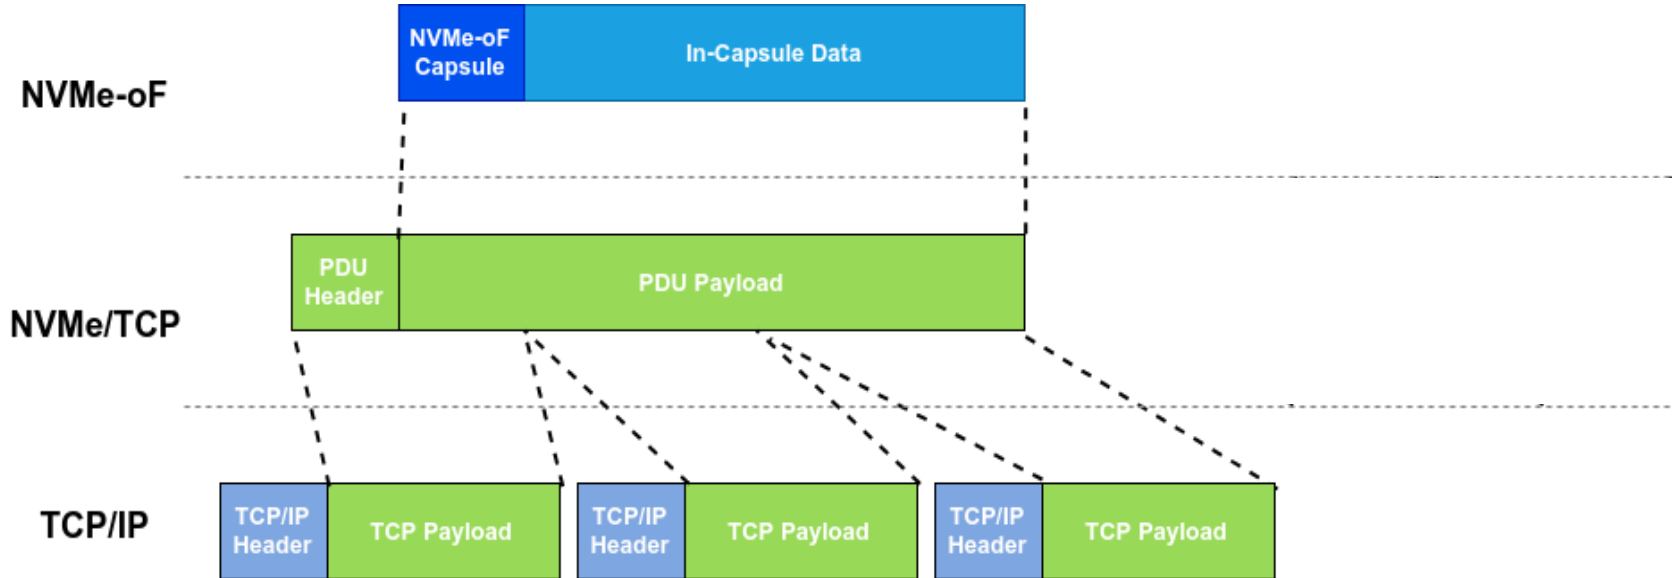 NVMe-oF
NVMe-oF
Capsule
In-Capsule Data
NVMe/TCP
PDU
Header
PDU Payload
TCP/IP
TCP/IP
Header
TCP Payload
TCP/IP
Header
TCP Payload
TCP/IP
Header
TCP Payload